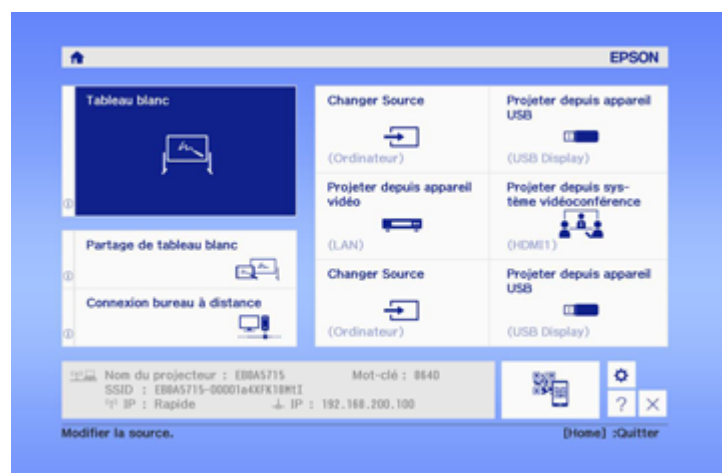 EPSON
Tableau blanc
Changer Source
(Ordinateur)
Projeter depuis appareil
USB
(USB Display)
Projeter depuis appareil
vidéo
(LAN)
Projeter depuis sys-
tème vidéoconférence
(HDMI1)
Partage de tableau blanc
Connexion bureau à distance
Changer Source
(Ordinateur)
Projeter depuis appareil
USB
(USB Display)
Nom du projecteur : EB8A5715 Mot-clé : 8640
SSID :
IP : Rapide IP : 192.168.200.100
Modifier la source. [Home] :Quitter